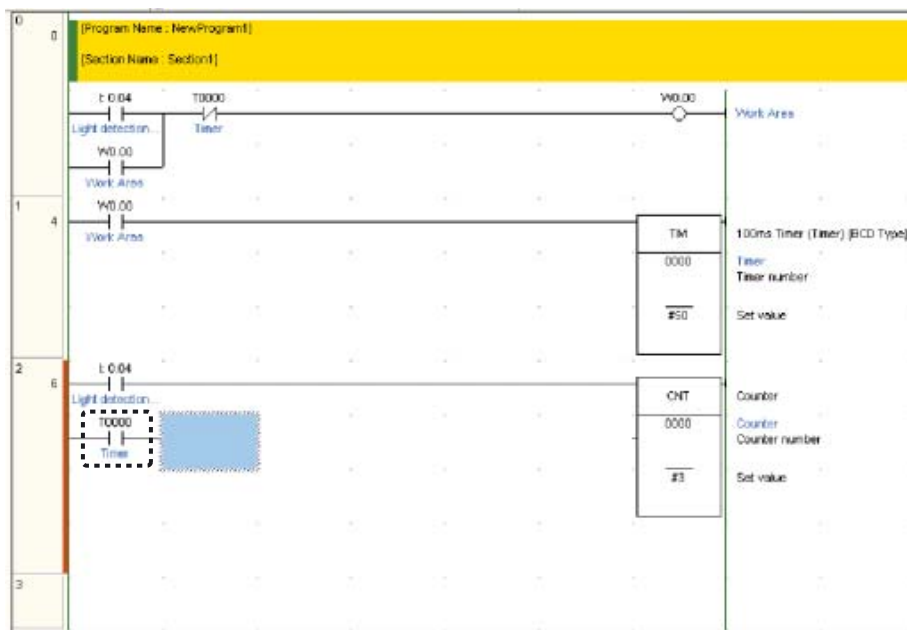 0
0
[Program Name : NewProgram1]
[Section Name : Section1]
I: 0.04
T0000
W0.00
Work Area
Light detection...
Timer
W0.00
Work Area
1
4
W0.00
Work Area
TIM
100ms Timer (Timer) [BCD Type]
0000
Timer
Timer number
#50
Set value
2
6
I: 0.04
Light detection...
CNT
Counter
T0000
Timer
0000
Counter
Counter number
#3
Set value
3